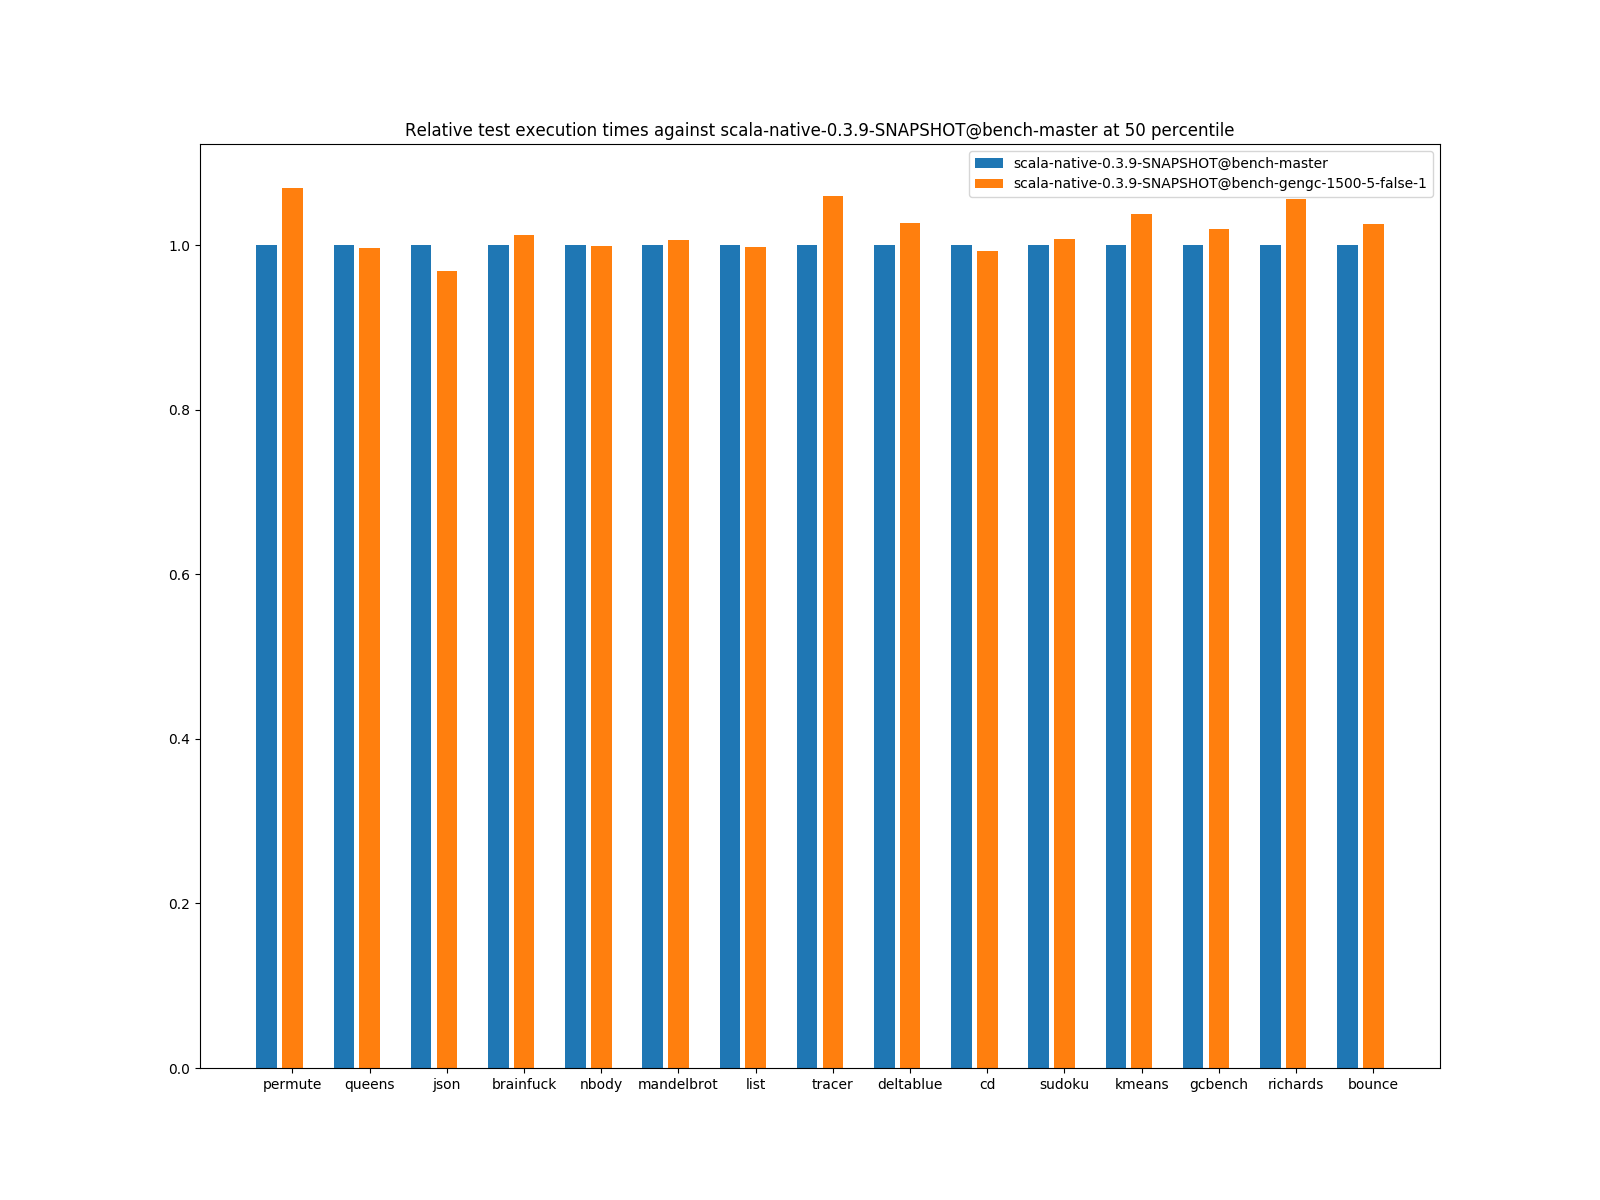 Relative test execution times against scala-native-0.3.9-SNAPSHOT@bench-master at 50 percentile
scala-native-0.3.9-SNAPSHOT@bench-master
scala-native-0.3.9-SNAPSHOT@bench-gengc-1500-5-false-1
1.0
0.8
0.6
0.4
0.2
0.0
permute queens json brainfuck nbody mandelbrot list tracer deltablue cd sudoku kmeans gcbench richards bounce